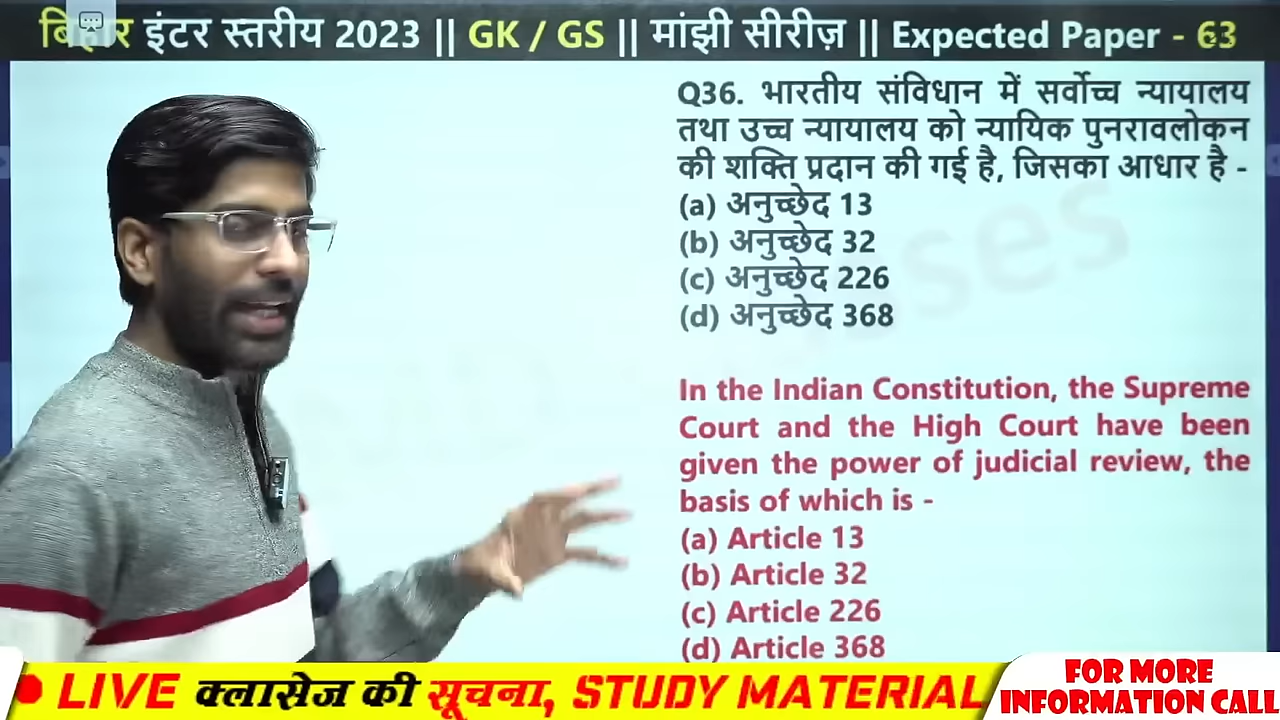 बिहार इंटर स्तरीय 2023 || GK / GS || मांझी सीरीज़ || Expected Paper - 63
Q36. भारतीय संविधान में सर्वोच्च न्यायालय
तथा उच्च न्यायालय को न्यायिक पुनरावलोकन
की शक्ति प्रदान की गई है, जिसका आधार है -
(a) अनुच्छेद 13
(b) अनुच्छेद 32
(c) अनुच्छेद 226
(d) अनुच्छेद 368
In the Indian Constitution, the Supreme
Court and the High Court have been
given the power of judicial review, the
basis of which is -
(a) Article 13
(b) Article 32
(c) Article 226
(d) Article 368
LIVE क्लासेज की सूचना, STUDY MATERIAL
FOR MORE
INFORMATION CALL